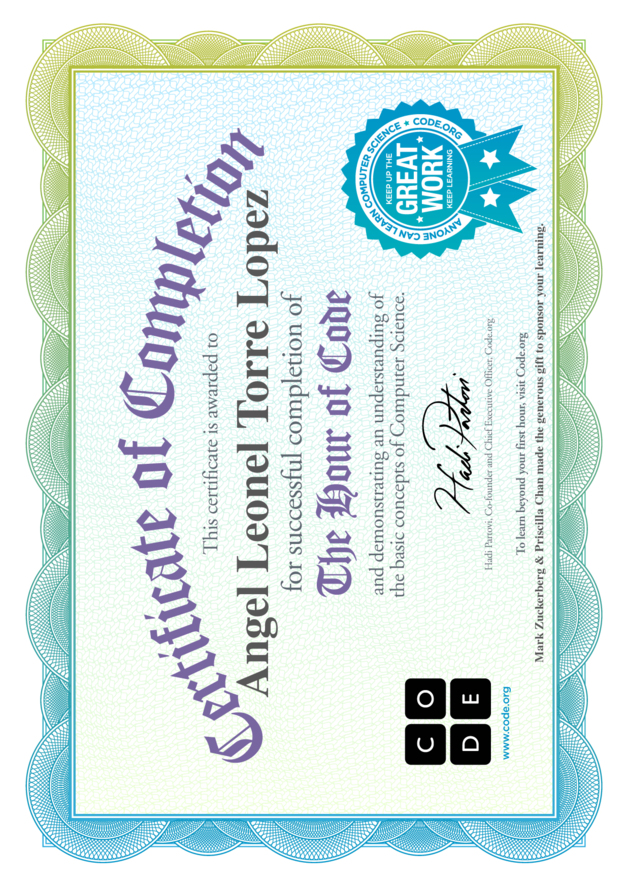 Certificate of Completion
This certificate is awarded to
Angel Leonel Torre Lopez
for successful completion of
The Hour of Code
and demonstrating an understanding of
the basic concepts of Computer Science.
ANYONE CAN LEARN COMPUTER SCIENCE ★ CODE.ORG
KEEP UP THE
GREAT
WORK
KEEP LEARNING
Hadi Partovi
Hadi Partovi, Co-founder and Chief Executive Officer, Code.org
C O
D E
www.code.org
To learn beyond your first hour, visit Code.org
Mark Zuckerberg & Priscilla Chan made the generous gift to sponsor your learning.